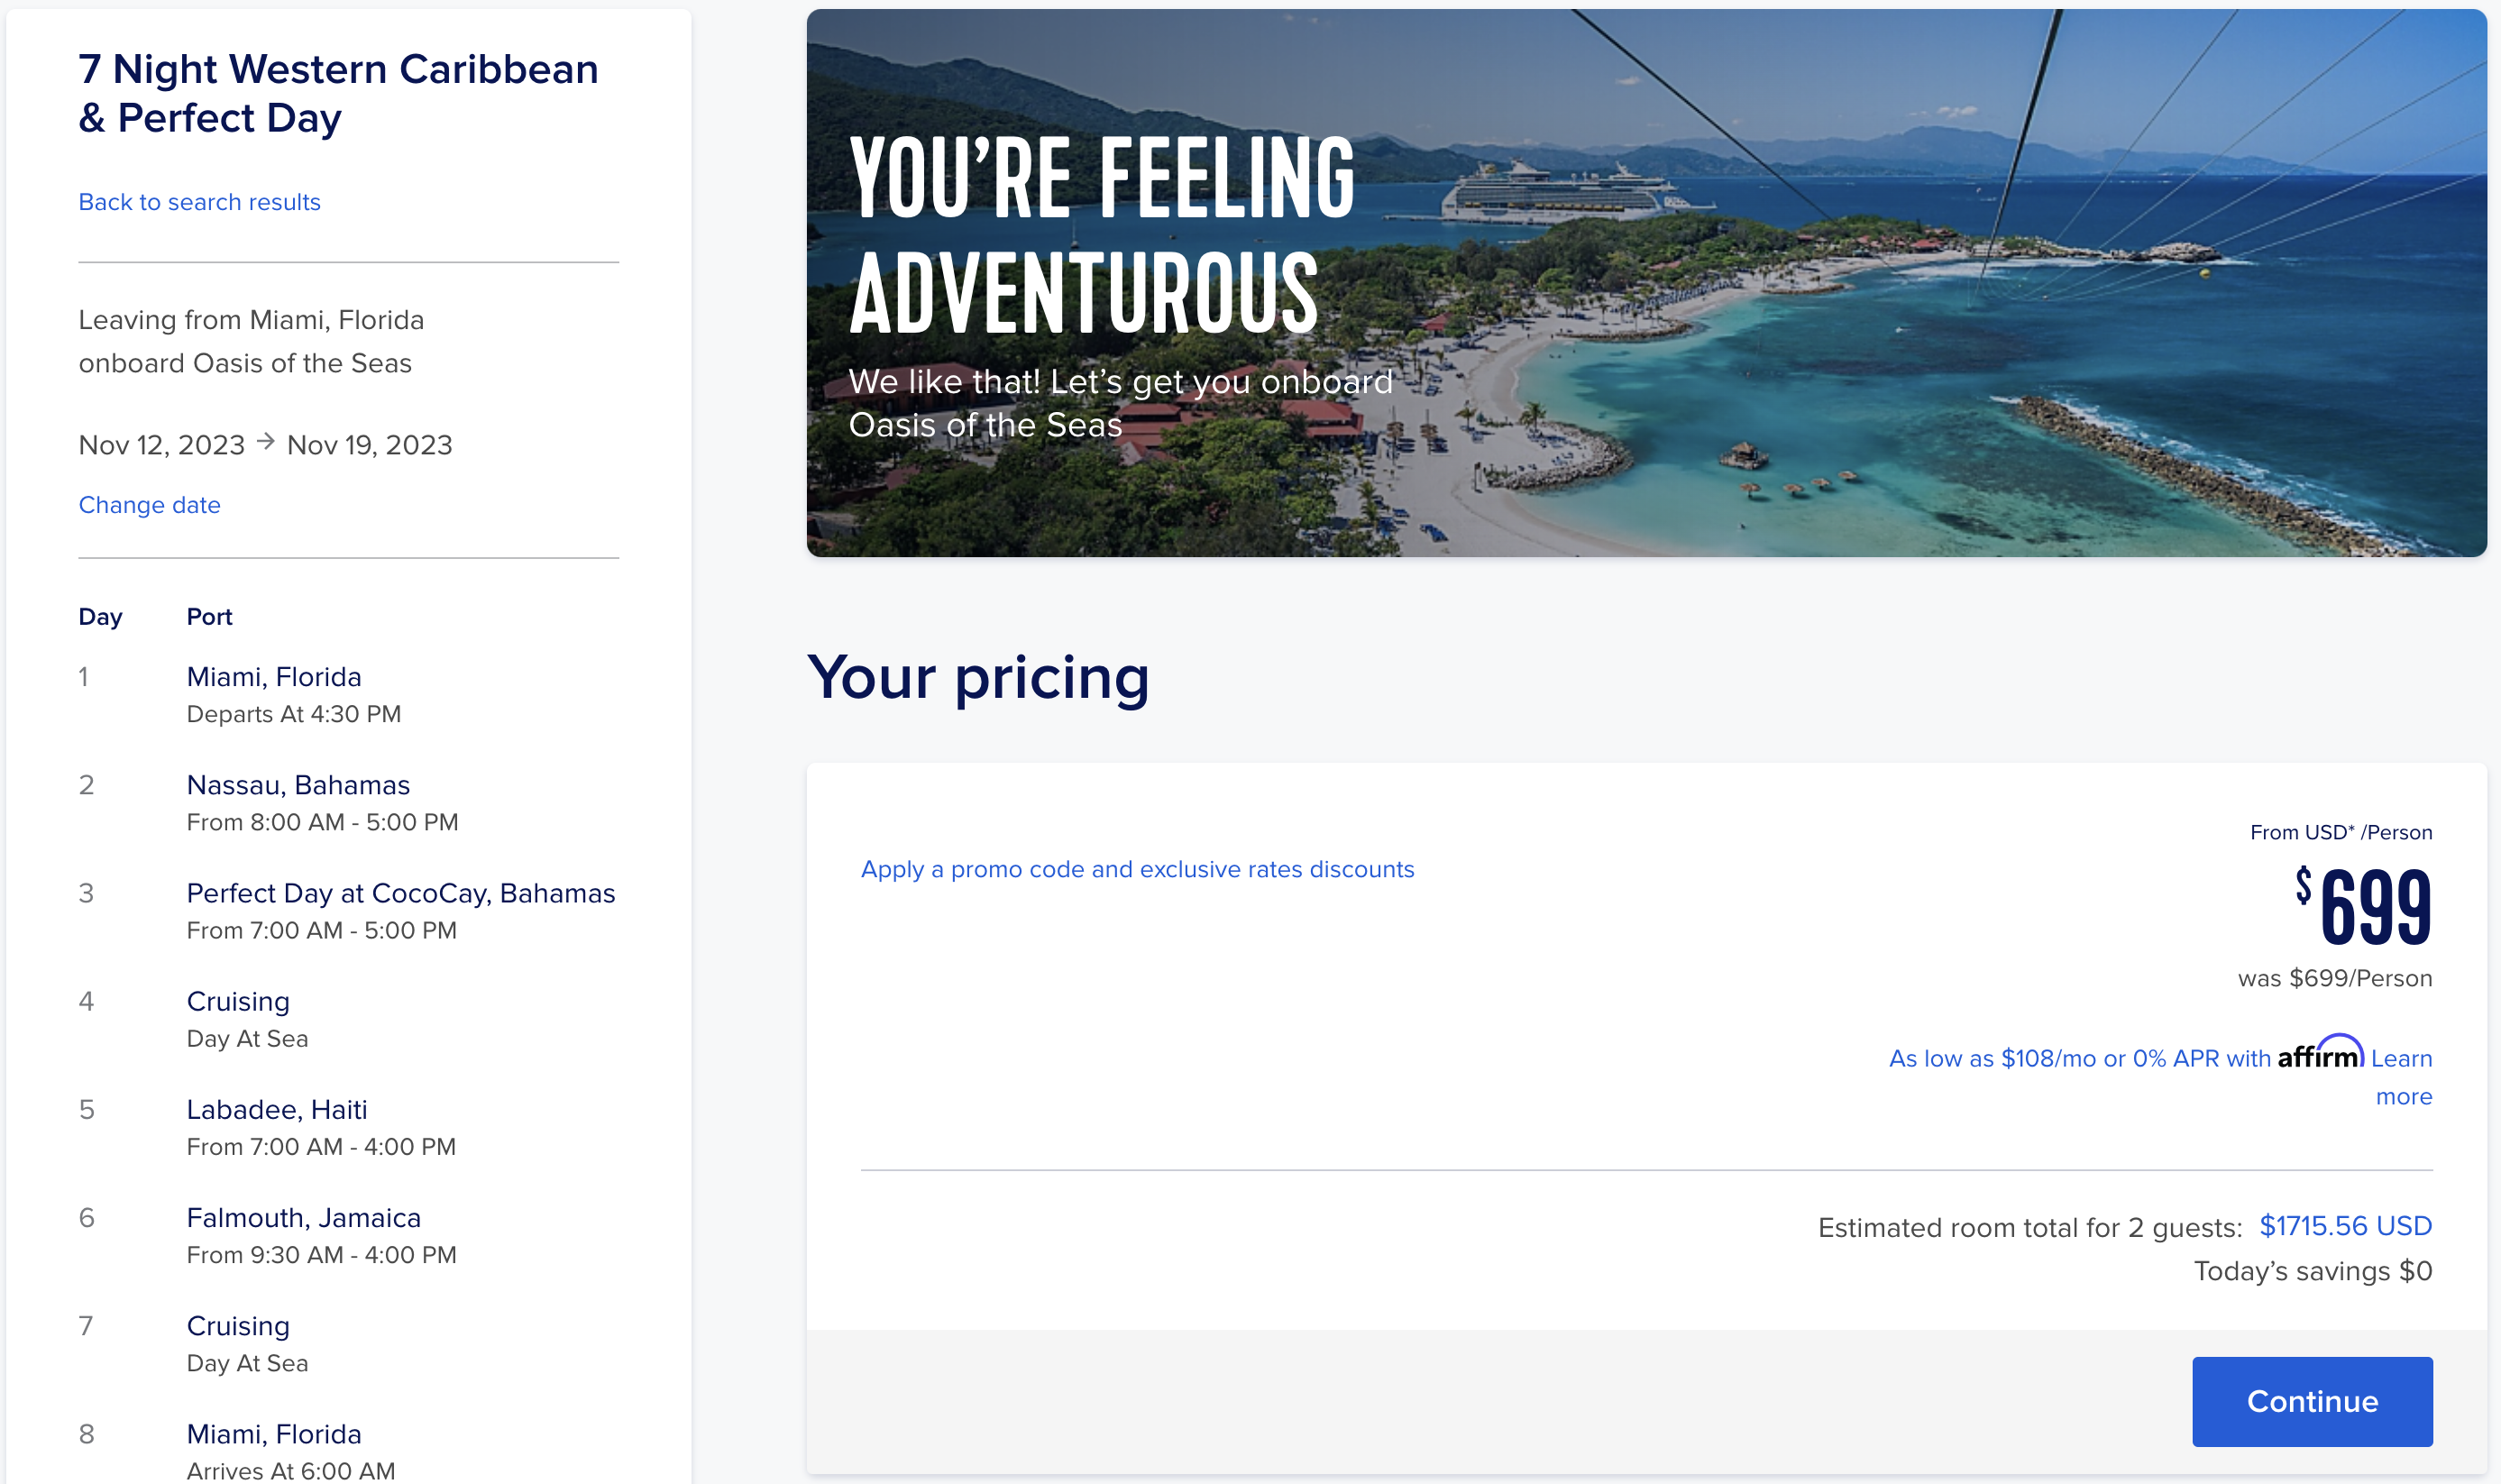 7 Night Western Caribbean
& Perfect Day
Back to search results
Leaving from Miami, Florida
onboard Oasis of the Seas
Nov 12, 2023 → Nov 19, 2023
Change date
Day Port
1 Miami, Florida
Departs At 4:30 PM
2 Nassau, Bahamas
From 8:00 AM - 5:00 PM
3 Perfect Day at CocoCay, Bahamas
From 7:00 AM - 5:00 PM
4 Cruising
Day At Sea
5 Labadee, Haiti
From 7:00 AM - 4:00 PM
6 Falmouth, Jamaica
From 9:30 AM - 4:00 PM
7 Cruising
Day At Sea
8 Miami, Florida
Arrives At 6:00 AM
YOU’RE FEELING
ADVENTUROUS
We like that! Let’s get you onboard
Oasis of the Seas
Your pricing
Apply a promo code and exclusive rates discounts
From USD* /Person
$699
was $699/Person
As low as $108/mo or 0% APR with affirm Learn
more
Estimated room total for 2 guests: $1715.56 USD
Today’s savings $0
Continue